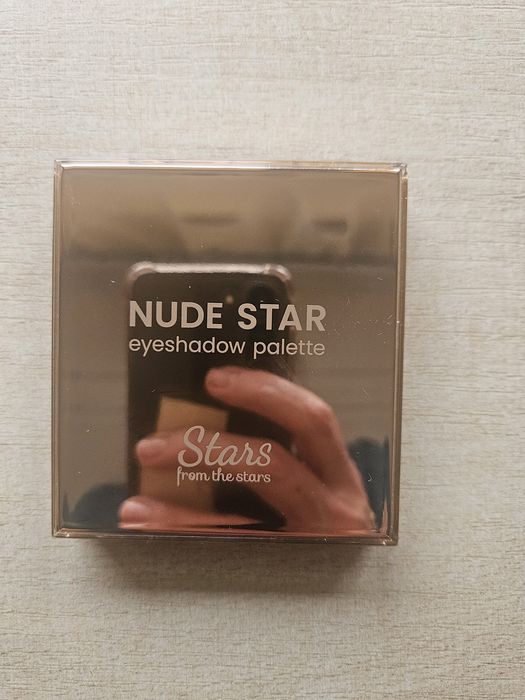 NUDE STAR
eyeshadow palette
Stars
from the stars